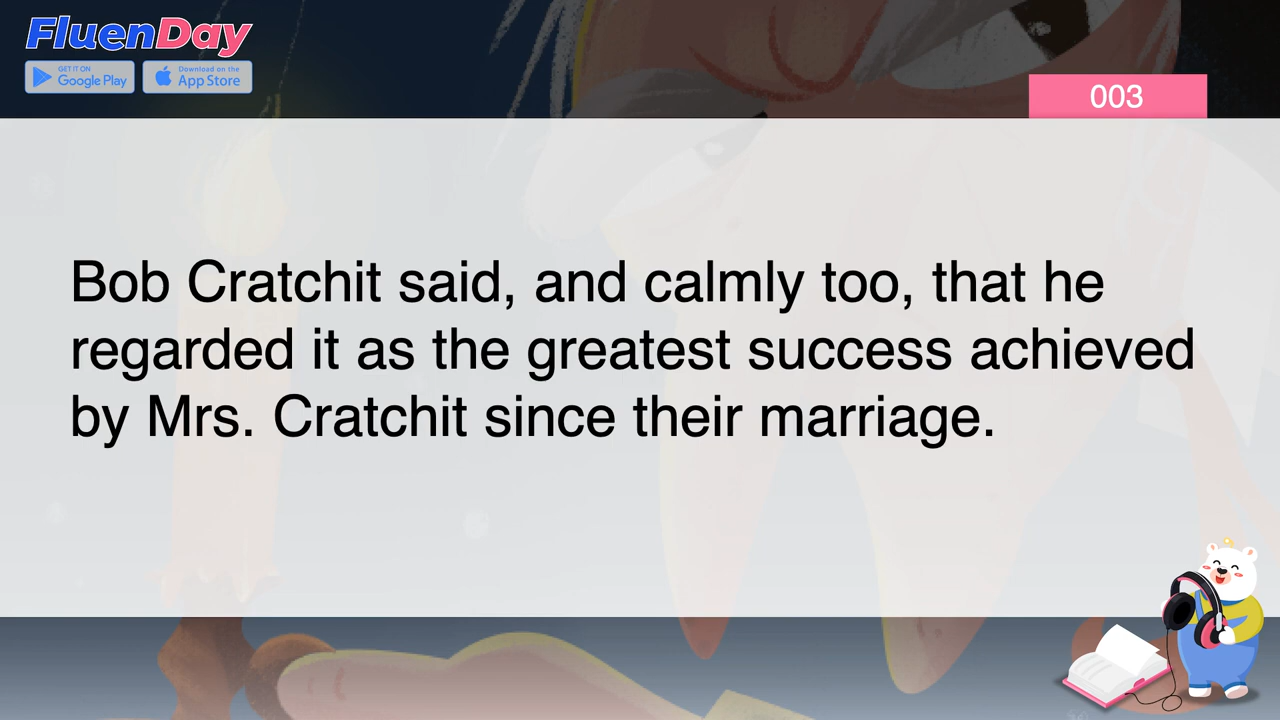 FluenDay
GET IT ON
Google Play
Download on the
App Store
003
Bob Cratchit said, and calmly too, that he
regarded it as the greatest success achieved
by Mrs. Cratchit since their marriage.